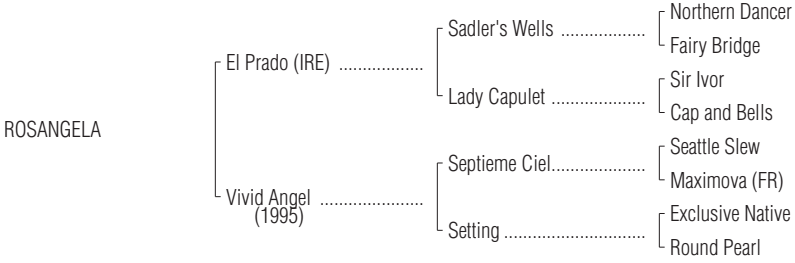 Northern Dancer
Sadler's Wells ...................
Fairy Bridge
El Prado (IRE) ..................
Sir Ivor
Lady Capulet ....................
Cap and Bells
ROSANGELA
Seattle Slew
Septieme Ciel....................
Maximova (FR)
Vivid Angel ......................
(1995)
Exclusive Native
Setting ..............................
Round Pearl